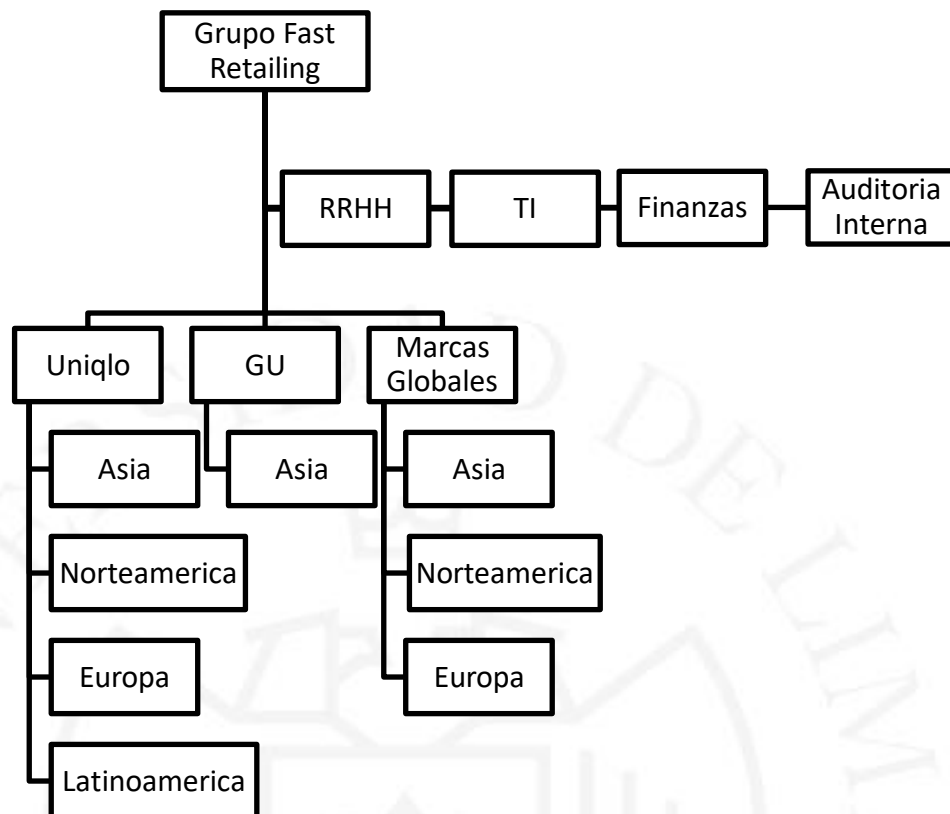 Grupo Fast
Retailing
RRHH
TI
Finanzas
Auditoria
Interna
Uniqlo
GU
Marcas
Globales
Asia
Asia
Asia
Norteamerica
Norteamerica
Europa
Europa
Latinoamerica